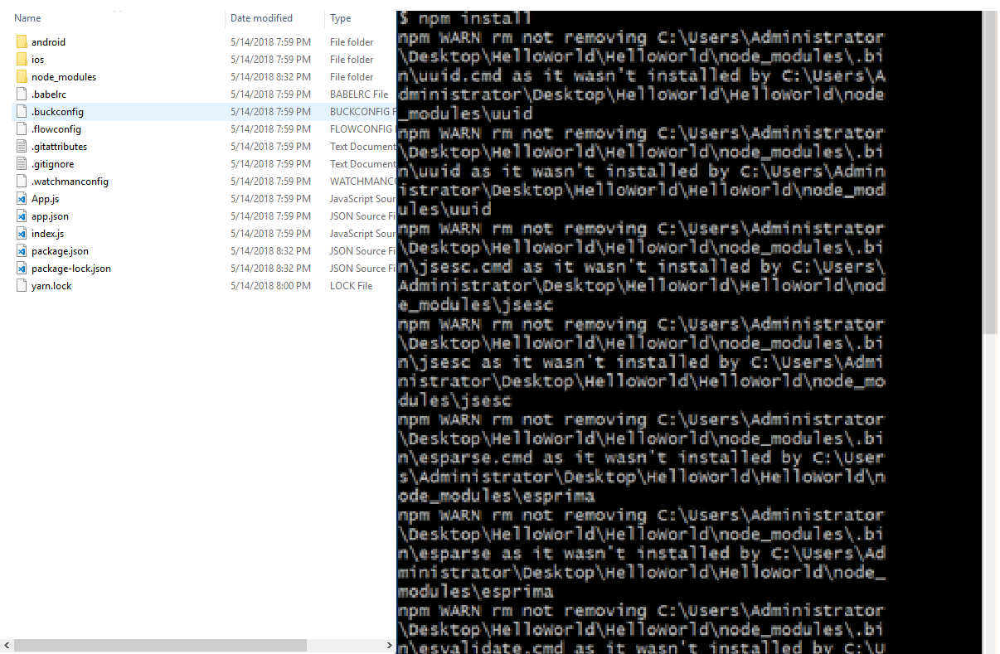 Name Date modified Type
android 5/14/2018 7:59 PM File folder
ios 5/14/2018 7:59 PM File folder
node_modules 5/14/2018 8:32 PM File folder
.babelrc 5/14/2018 7:59 PM BABELRC File
.buckconfig 5/14/2018 7:59 PM BUCKCONFIG F
.flowconfig 5/14/2018 7:59 PM FLOWCONFIG
.gitattributes 5/14/2018 7:59 PM Text Document
.gitignore 5/14/2018 7:59 PM Text Document
.watchmanconfig 5/14/2018 7:59 PM WATCHMANCO
App.js 5/14/2018 7:59 PM JavaScript Sour
app.json 5/14/2018 7:59 PM JSON Source Fi
index.js 5/14/2018 7:59 PM JavaScript Sour
package.json 5/14/2018 8:32 PM JSON Source Fi
package-lock.json 5/14/2018 8:32 PM JSON Source Fi
yarn.lock 5/14/2018 8:00 PM LOCK File
$ npm install
npm WARN rm not removing C:\Users\Administrator
\Desktop\HelloWorld\HelloWorld\node_modules\.bi
n\uuid.cmd as it wasn't installed by C:\Users\A
dministrator\Desktop\HelloWorld\HelloWorld\node
_modules\uuid
npm WARN rm not removing C:\Users\Administrator
\Desktop\HelloWorld\HelloWorld\node_modules\.bi
n\uuid as it wasn't installed by C:\Users\Admin
istrator\Desktop\HelloWorld\HelloWorld\node_mod
ules\uuid
npm WARN rm not removing C:\Users\Administrator
\Desktop\HelloWorld\HelloWorld\node_modules\.bi
n\jsesc.cmd as it wasn't installed by C:\Users\
Administrator\Desktop\HelloWorld\HelloWorld\nod
e_modules\jsesc
npm WARN rm not removing C:\Users\Administrator
\Desktop\HelloWorld\HelloWorld\node_modules\.bi
n\jsesc as it wasn't installed by C:\Users\Admi
nistrator\Desktop\HelloWorld\HelloWorld\node_mo
dules\jsesc
npm WARN rm not removing C:\Users\Administrator
\Desktop\HelloWorld\HelloWorld\node_modules\.bi
n\esparse.cmd as it wasn't installed by C:\User
s\Administrator\Desktop\HelloWorld\HelloWorld\n
ode_modules\esprima
npm WARN rm not removing C:\Users\Administrator
\Desktop\HelloWorld\HelloWorld\node_modules\.bi
n\esparse as it wasn't installed by C:\Users\Ad
ministrator\Desktop\HelloWorld\HelloWorld\node_
modules\esprima
npm WARN rm not removing C:\Users\Administrator
\Desktop\HelloWorld\HelloWorld\node_modules\.bi
n\esvalidate.cmd as it wasn't installed by C:\U